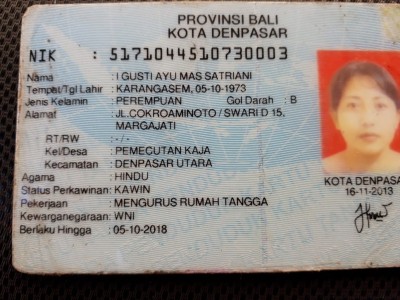 PROVINSI BALI
KOTA DENPASAR
NIK : 5171044510730003
Nama : I GUSTI AYU MAS SATRIANI
Tempat/Tgl Lahir : KARANGASEM, 05-10-1973
Jenis Kelamin : PEREMPUAN Gol Darah : B
Alamat : JL.COKROAMINOTO / SWARI D 15, MARGAJATI
RT/RW : -/-
Kel/Desa : PEMECUTAN KAJA
Kecamatan : DENPASAR UTARA
Agama : HINDU
Status Perkawinan: KAWIN
Pekerjaan : MENGURUS RUMAH TANGGA
Kewarganegaraan: WNI
Berlaku Hingga : 05-10-2018
KOTA DENPASA
16-11-2013